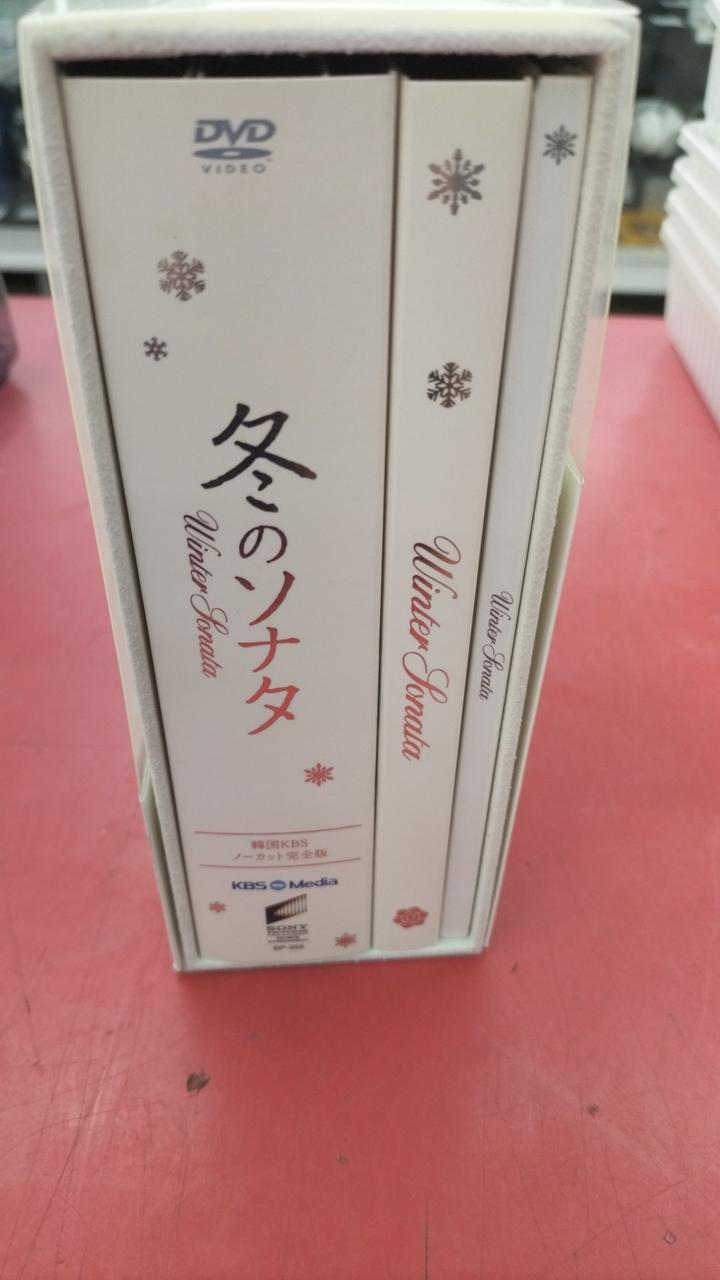 DVD
VIDEO
冬のソナタ
Winter Sonata
韓国KBS
ノーカット完全版
KBS Media
SONY
PICTURES
Winter Sonata
Winter Sonata